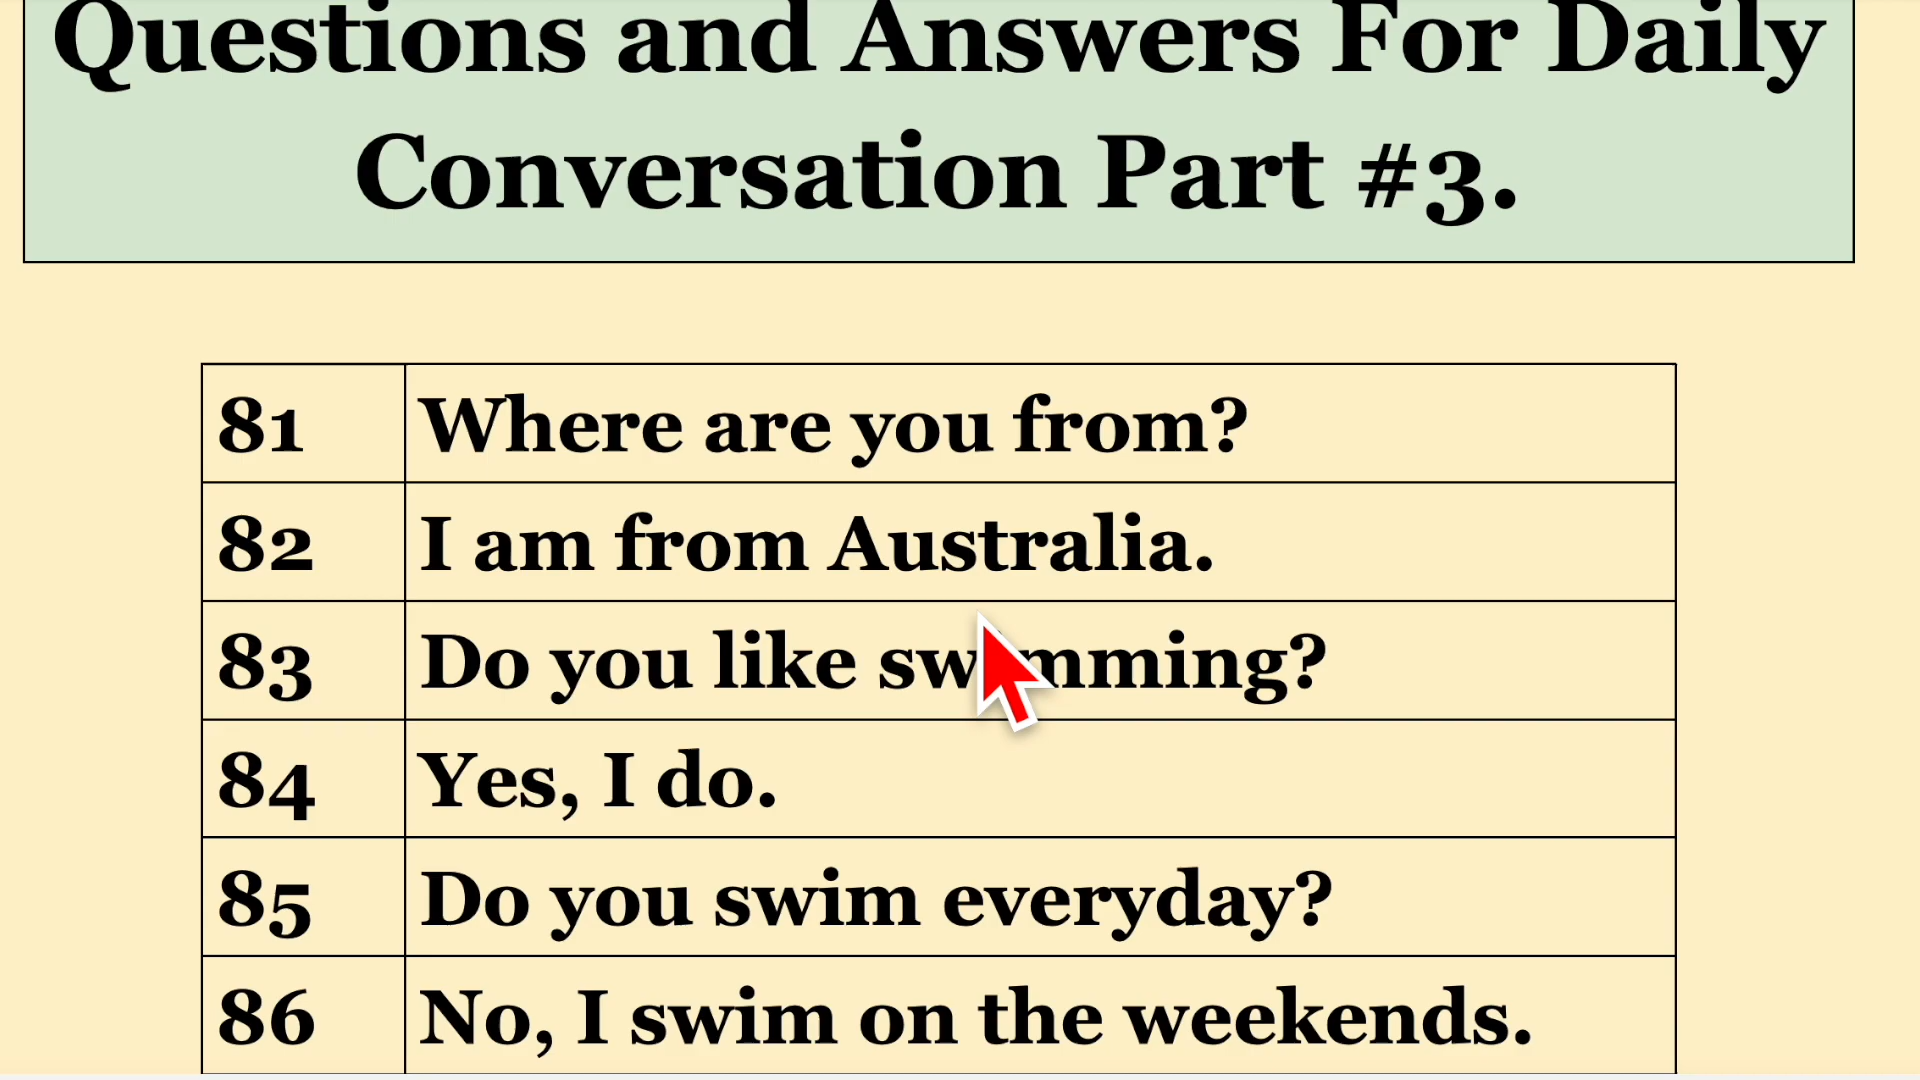 Questions and Answers For Daily
Conversation Part #3.
81 Where are you from?
82 I am from Australia.
83 Do you like swimming?
84 Yes, I do.
85 Do you swim everyday?
86 No, I swim on the weekends.